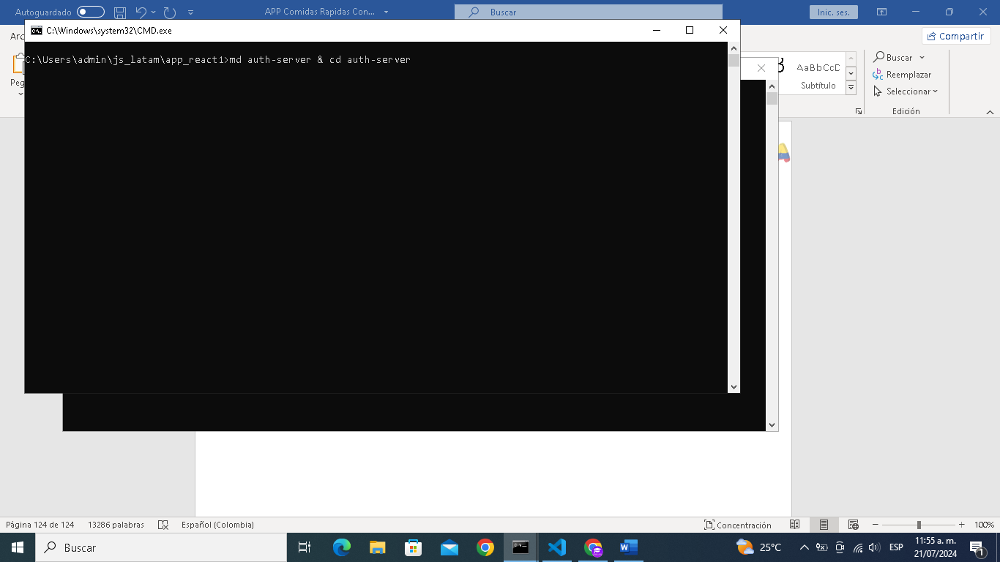 Autoguardado
APP Comidas Rapidas Con...
Buscar
Inic. ses.
C:\Windows\system32\CMD.exe
Compartir
C:\Users\admin\js_latam\app_react1>md auth-server & cd auth-server
AaBbCcD
Subtítulo
Buscar
Reemplazar
Seleccionar
Edición
Página 124 de 124
13286 palabras
Español (Colombia)
Concentración
100%
Buscar
25°C
ESP
11:55 a. m.
21/07/2024
1